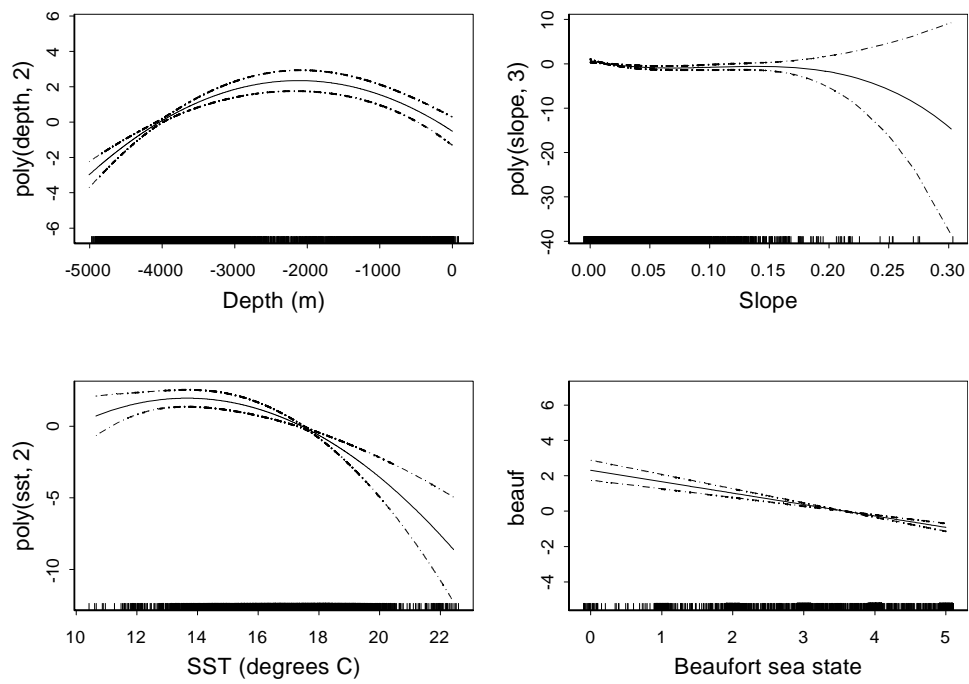 poly(depth, 2)
6
4
2
0
-2
-4
-6
-5000 -4000 -3000 -2000 -1000 0
Depth (m)
poly(slope, 3)
10
0
-10
-20
-30
-40
0.00 0.05 0.10 0.15 0.20 0.25 0.30
Slope
poly(sst, 2)
0
-5
-10
10 12 14 16 18 20 22
SST (degrees C)
beauf
6
4
2
0
-2
-4
0 1 2 3 4 5
Beaufort sea state